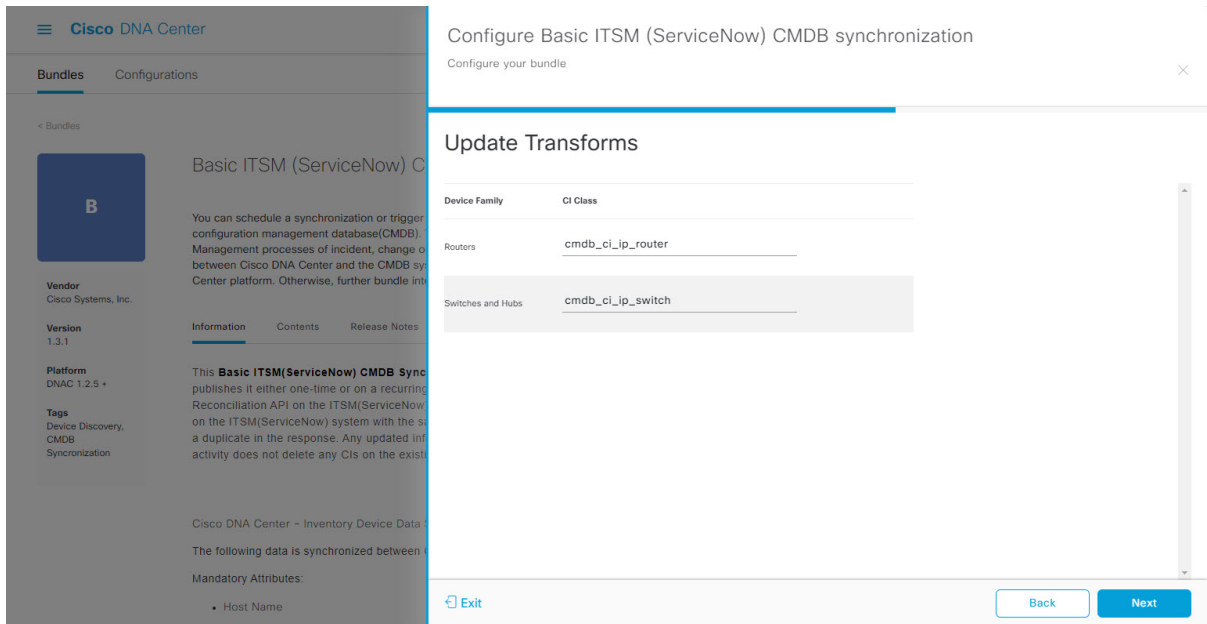 Cisco DNA Center
Bundles Configurations
< Bundles
B
Vendor
Cisco Systems, Inc.
Version
1.3.1
Platform
DNAC 1.2.5 +
Tags
Device Discovery,
CMDB
Syncronization
Basic ITSM (ServiceNow) C
You can schedule a synchronization or trigger
configuration management database(CMDB).
Management processes of incident, change o
between Cisco DNA Center and the CMDB sy
Center platform. Otherwise, further bundle int
Information Contents Release Notes
This Basic ITSM(ServiceNow) CMDB Sync
publishes it either one-time or on a recurring
Reconciliation API on the ITSM(ServiceNow
on the ITSM(ServiceNow) system with the sa
a duplicate in the response. Any updated inf
activity does not delete any CIs on the existi
Cisco DNA Center - Inventory Device Data
The following data is synchronized between
Mandatory Attributes:
• Host Name
Configure Basic ITSM (ServiceNow) CMDB synchronization
Configure your bundle
Update Transforms
Device Family CI Class
Routers cmdb_ci_ip_router
Switches and Hubs cmdb_ci_ip_switch
Exit Back Next